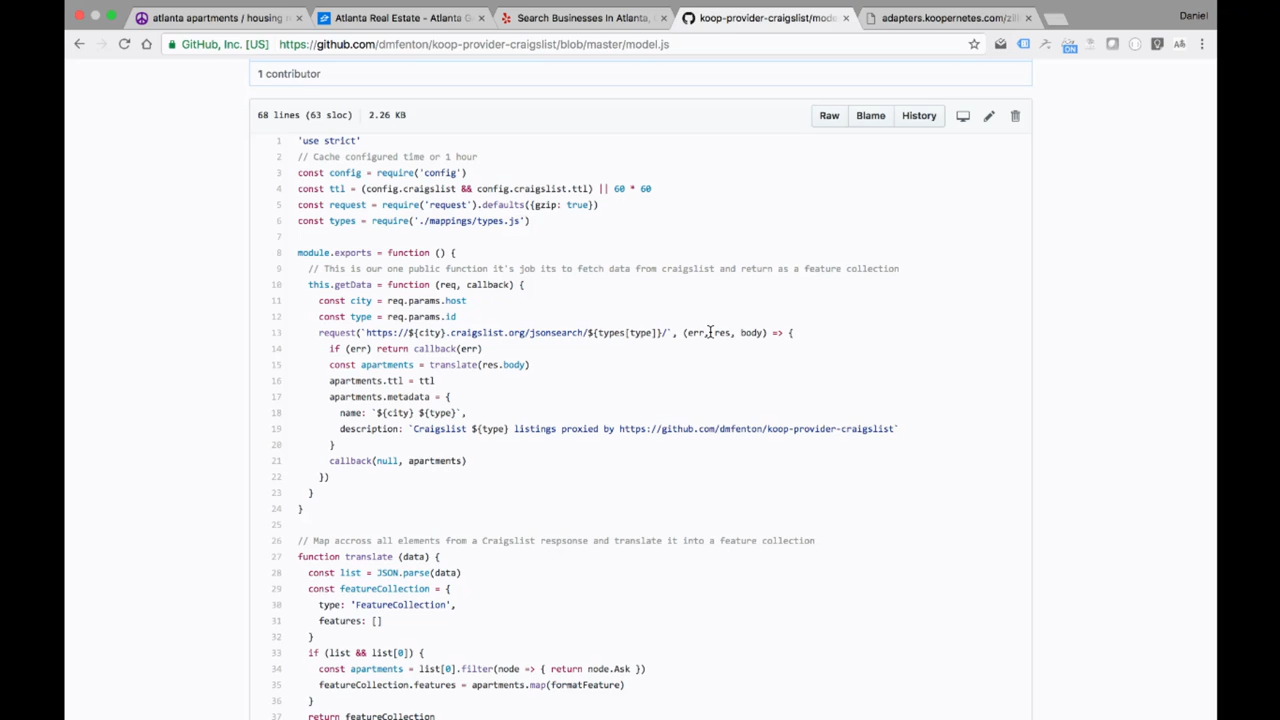 atlanta apartments / housing
Atlanta Real Estate - Atlanta G
Search Businesses In Atlanta,
koop-provider-craigslist/mode
adapters.koopernetes.com/zil
Daniel
GitHub, Inc. [US] https://github.com/dmfenton/koop-provider-craigslist/blob/master/model.js
ON
1 contributor
68 lines (63 sloc) 2.26 KB
Raw Blame History
1 'use strict'
2 // Cache configured time or 1 hour
3 const config = require('config')
4 const ttl = (config.craigslist && config.craigslist.ttl) || 60 * 60
5 const request = require('request').defaults({gzip: true})
6 const types = require('./mappings/types.js')
7
8 module.exports = function () {
9 // This is our one public function it's job its to fetch data from craigslist and return as a feature collection
10 this.getData = function (req, callback) {
11 const city = req.params.host
12 const type = req.params.id
13 request(`https://${city}.craigslist.org/jsonsearch/${types[type]}/`, (err, res, body) => {
14 if (err) return callback(err)
15 const apartments = translate(res.body)
16 apartments.ttl = ttl
17 apartments.metadata = {
18 name: `${city} ${type}`,
19 description: `Craigslist ${type} listings proxied by https://github.com/dmfenton/koop-provider-craigslist`
20 }
21 callback(null, apartments)
22 })
23 }
24 }
25
26 // Map accross all elements from a Craigslist respsonse and translate it into a feature collection
27 function translate (data) {
28 const list = JSON.parse(data)
29 const featureCollection = {
30 type: 'FeatureCollection',
31 features: []
32 }
33 if (list && list[0]) {
34 const apartments = list[0].filter(node => { return node.Ask })
35 featureCollection.features = apartments.map(formatFeature)
36 }
37 return featureCollection